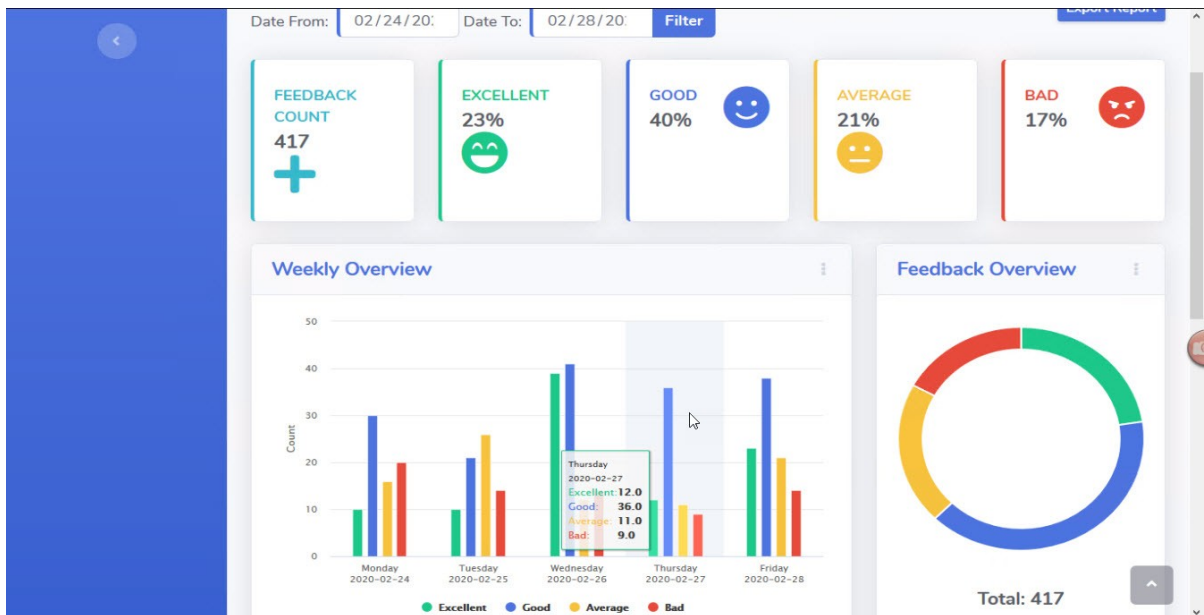 Date From: 02/24/20 Date To: 02/28/20 Filter
Export Report
FEEDBACK
COUNT
417
EXCELLENT
23%
GOOD
40%
AVERAGE
21%
BAD
17%
Weekly Overview
50
40
30
20
10
0
Count
Thursday
2020-02-27
Excellent: 12.0
Good: 36.0
Average: 11.0
Bad: 9.0
Monday
2020-02-24
Tuesday
2020-02-25
Wednesday
2020-02-26
Thursday
2020-02-27
Friday
2020-02-28
Excellent Good Average Bad
Feedback Overview
Total: 417